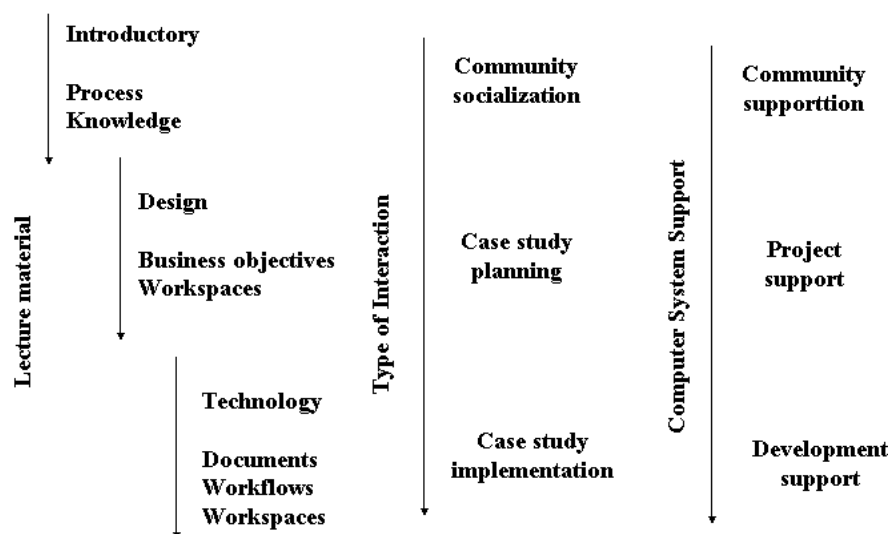 Lecture material
Introductory
Process
Knowledge
Design
Business objectives
Workspaces
Technology
Documents
Workflows
Workspaces
Type of Interaction
Community
socialization
Case study
planning
Case study
implementation
Computer System Support
Community
supporttion
Project
support
Development
support